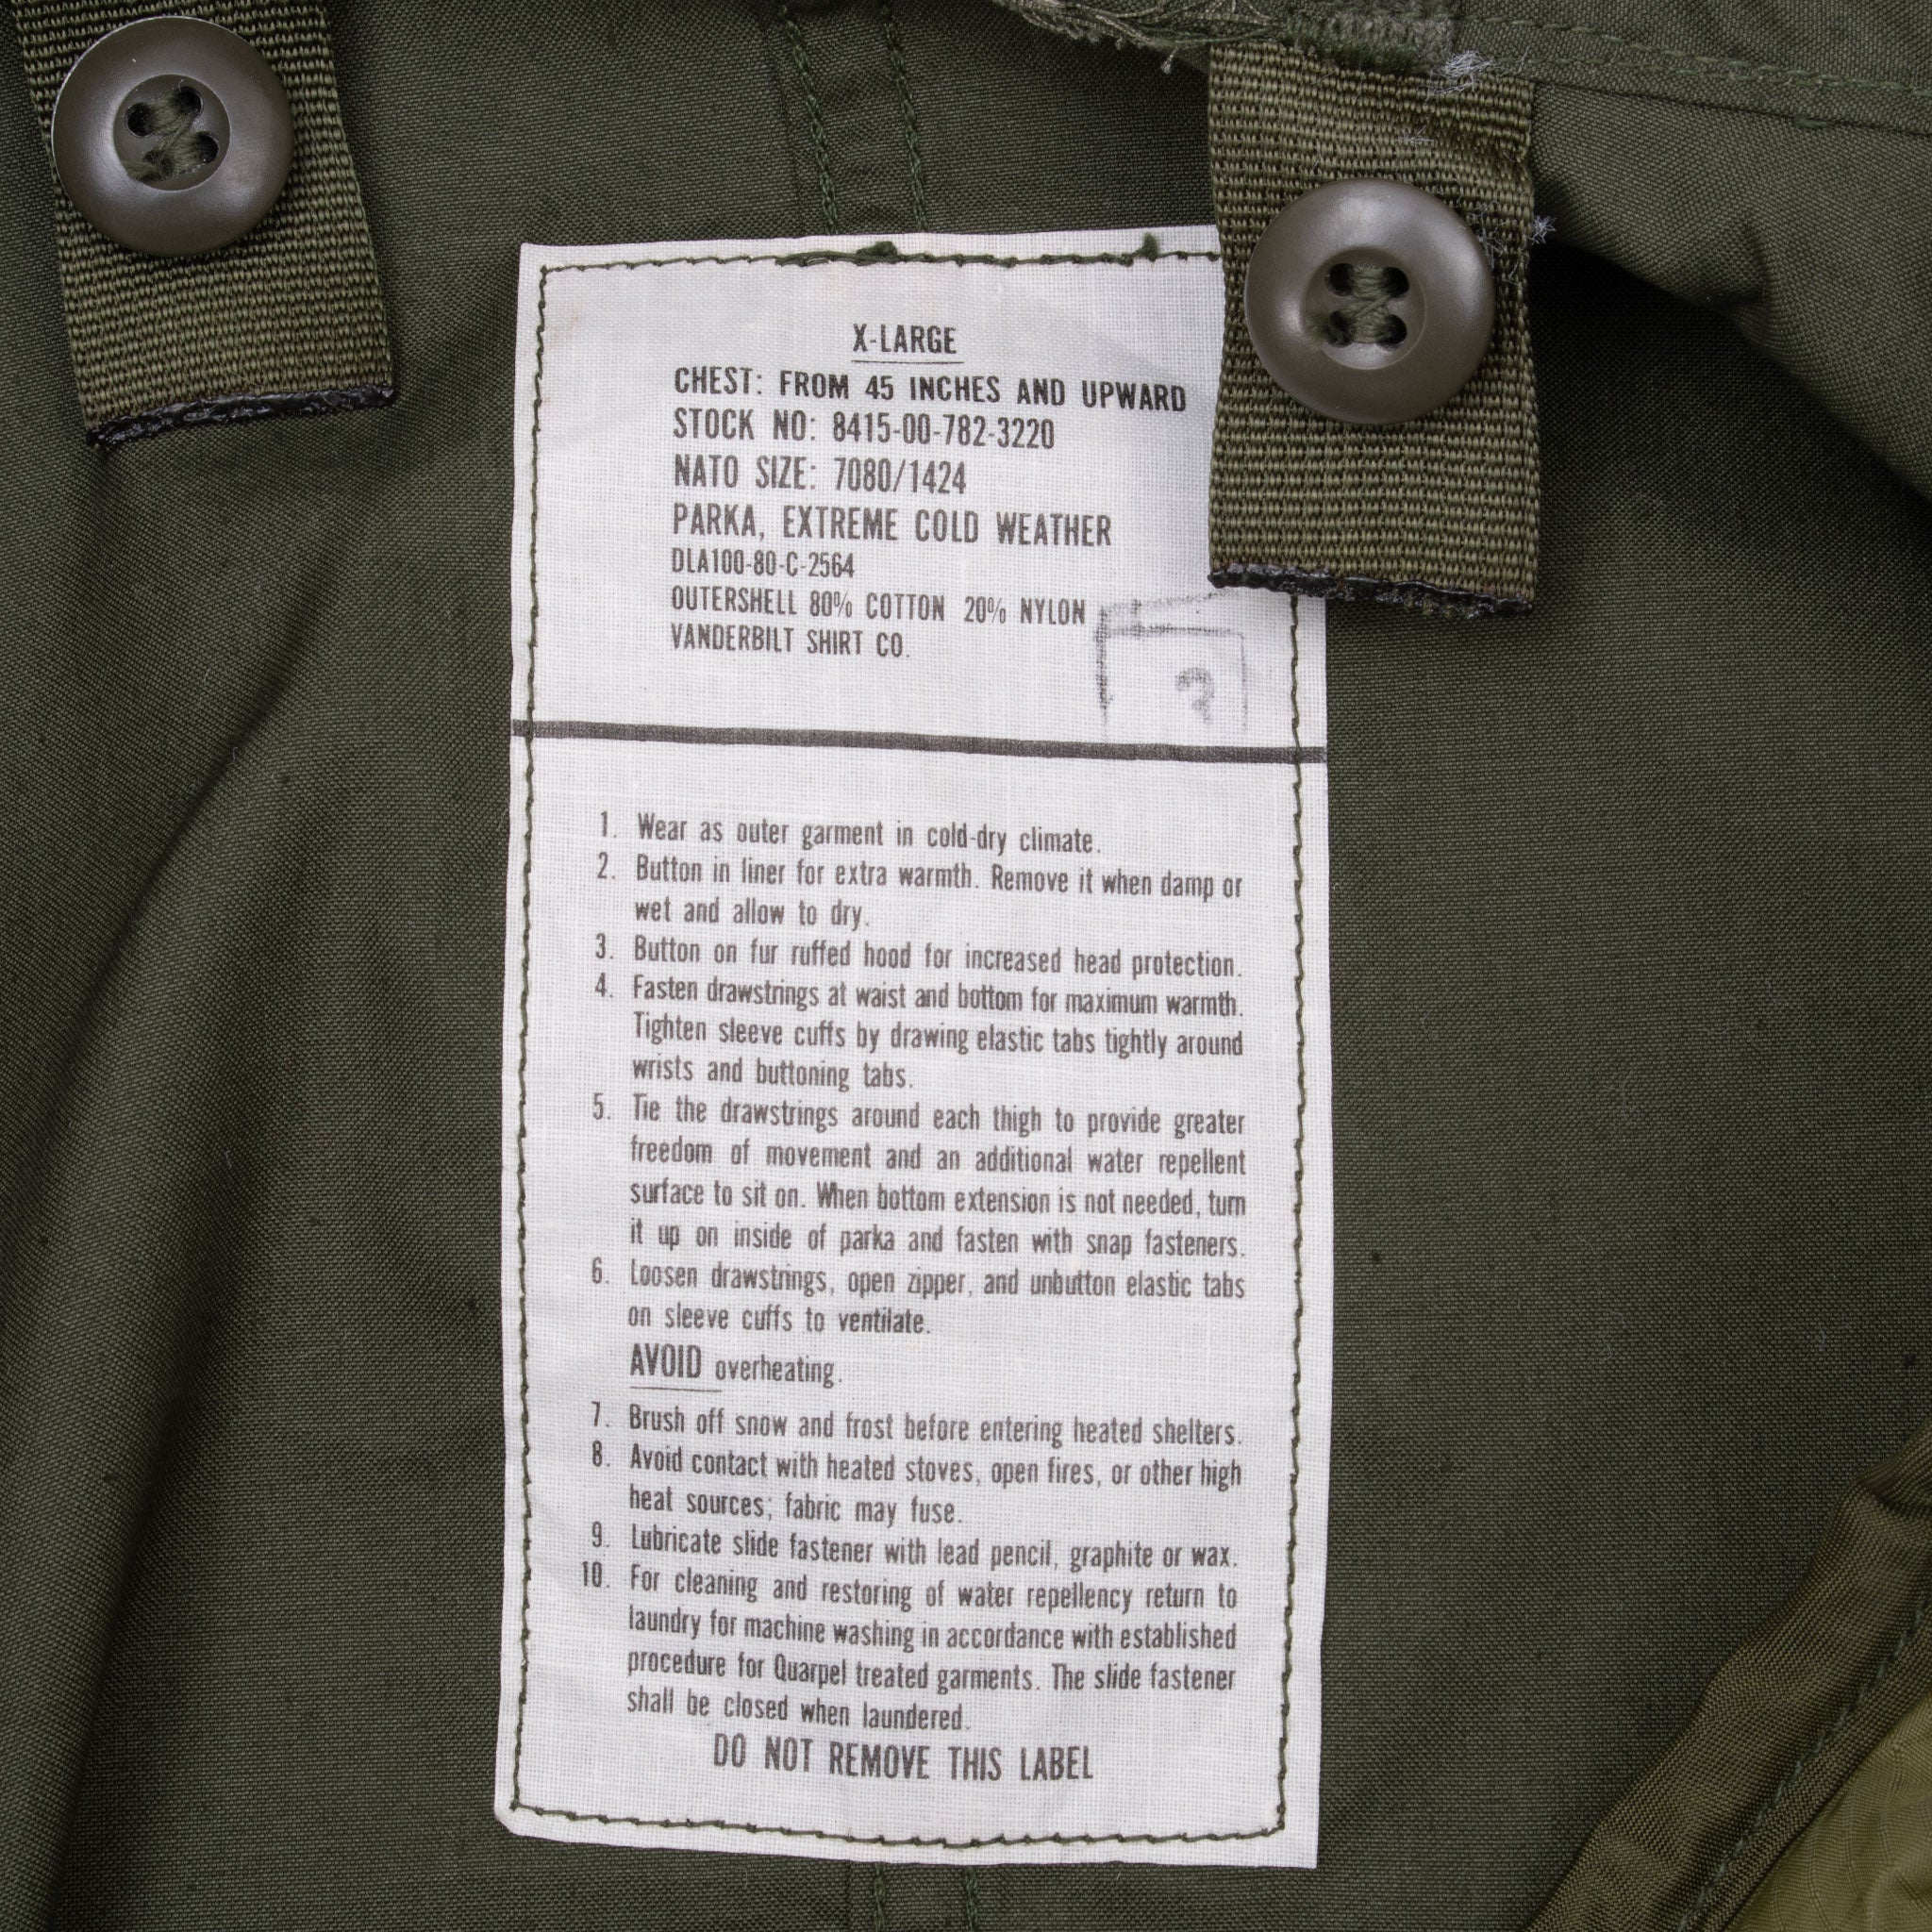 X-LARGE
CHEST: FROM 45 INCHES AND UPWARD
STOCK NO: 8415-00-782-3220
NATO SIZE: 7080/1424
PARKA, EXTREME COLD WEATHER
DLA100-80-C-2564
OUTERSHELL 80% COTTON 20% NYLON
VANDERBILT SHIRT CO.
1. Wear as outer garment in cold-dry climate.
2. Button in liner for extra warmth. Remove it when damp or
wet and allow to dry.
3. Button on fur ruffed hood for increased head protection.
4. Fasten drawstrings at waist and bottom for maximum warmth.
Tighten sleeve cuffs by drawing elastic tabs tightly around
wrists and buttoning tabs.
5. Tie the drawstrings around each thigh to provide greater
freedom of movement and an additional water repellent
surface to sit on. When bottom extension is not needed, turn
it up on inside of parka and fasten with snap fasteners.
6. Loosen drawstrings, open zipper, and unbutton elastic tabs
on sleeve cuffs to ventilate.
AVOID overheating.
7. Brush off snow and frost before entering heated shelters.
8. Avoid contact with heated stoves, open fires, or other high
heat sources; fabric may fuse.
9. Lubricate slide fastener with lead pencil, graphite or wax.
10. For cleaning and restoring of water repellency return to
laundry for machine washing in accordance with established
procedure for Quarpel treated garments. The slide fastener
shall be closed when laundered.
DO NOT REMOVE THIS LABEL